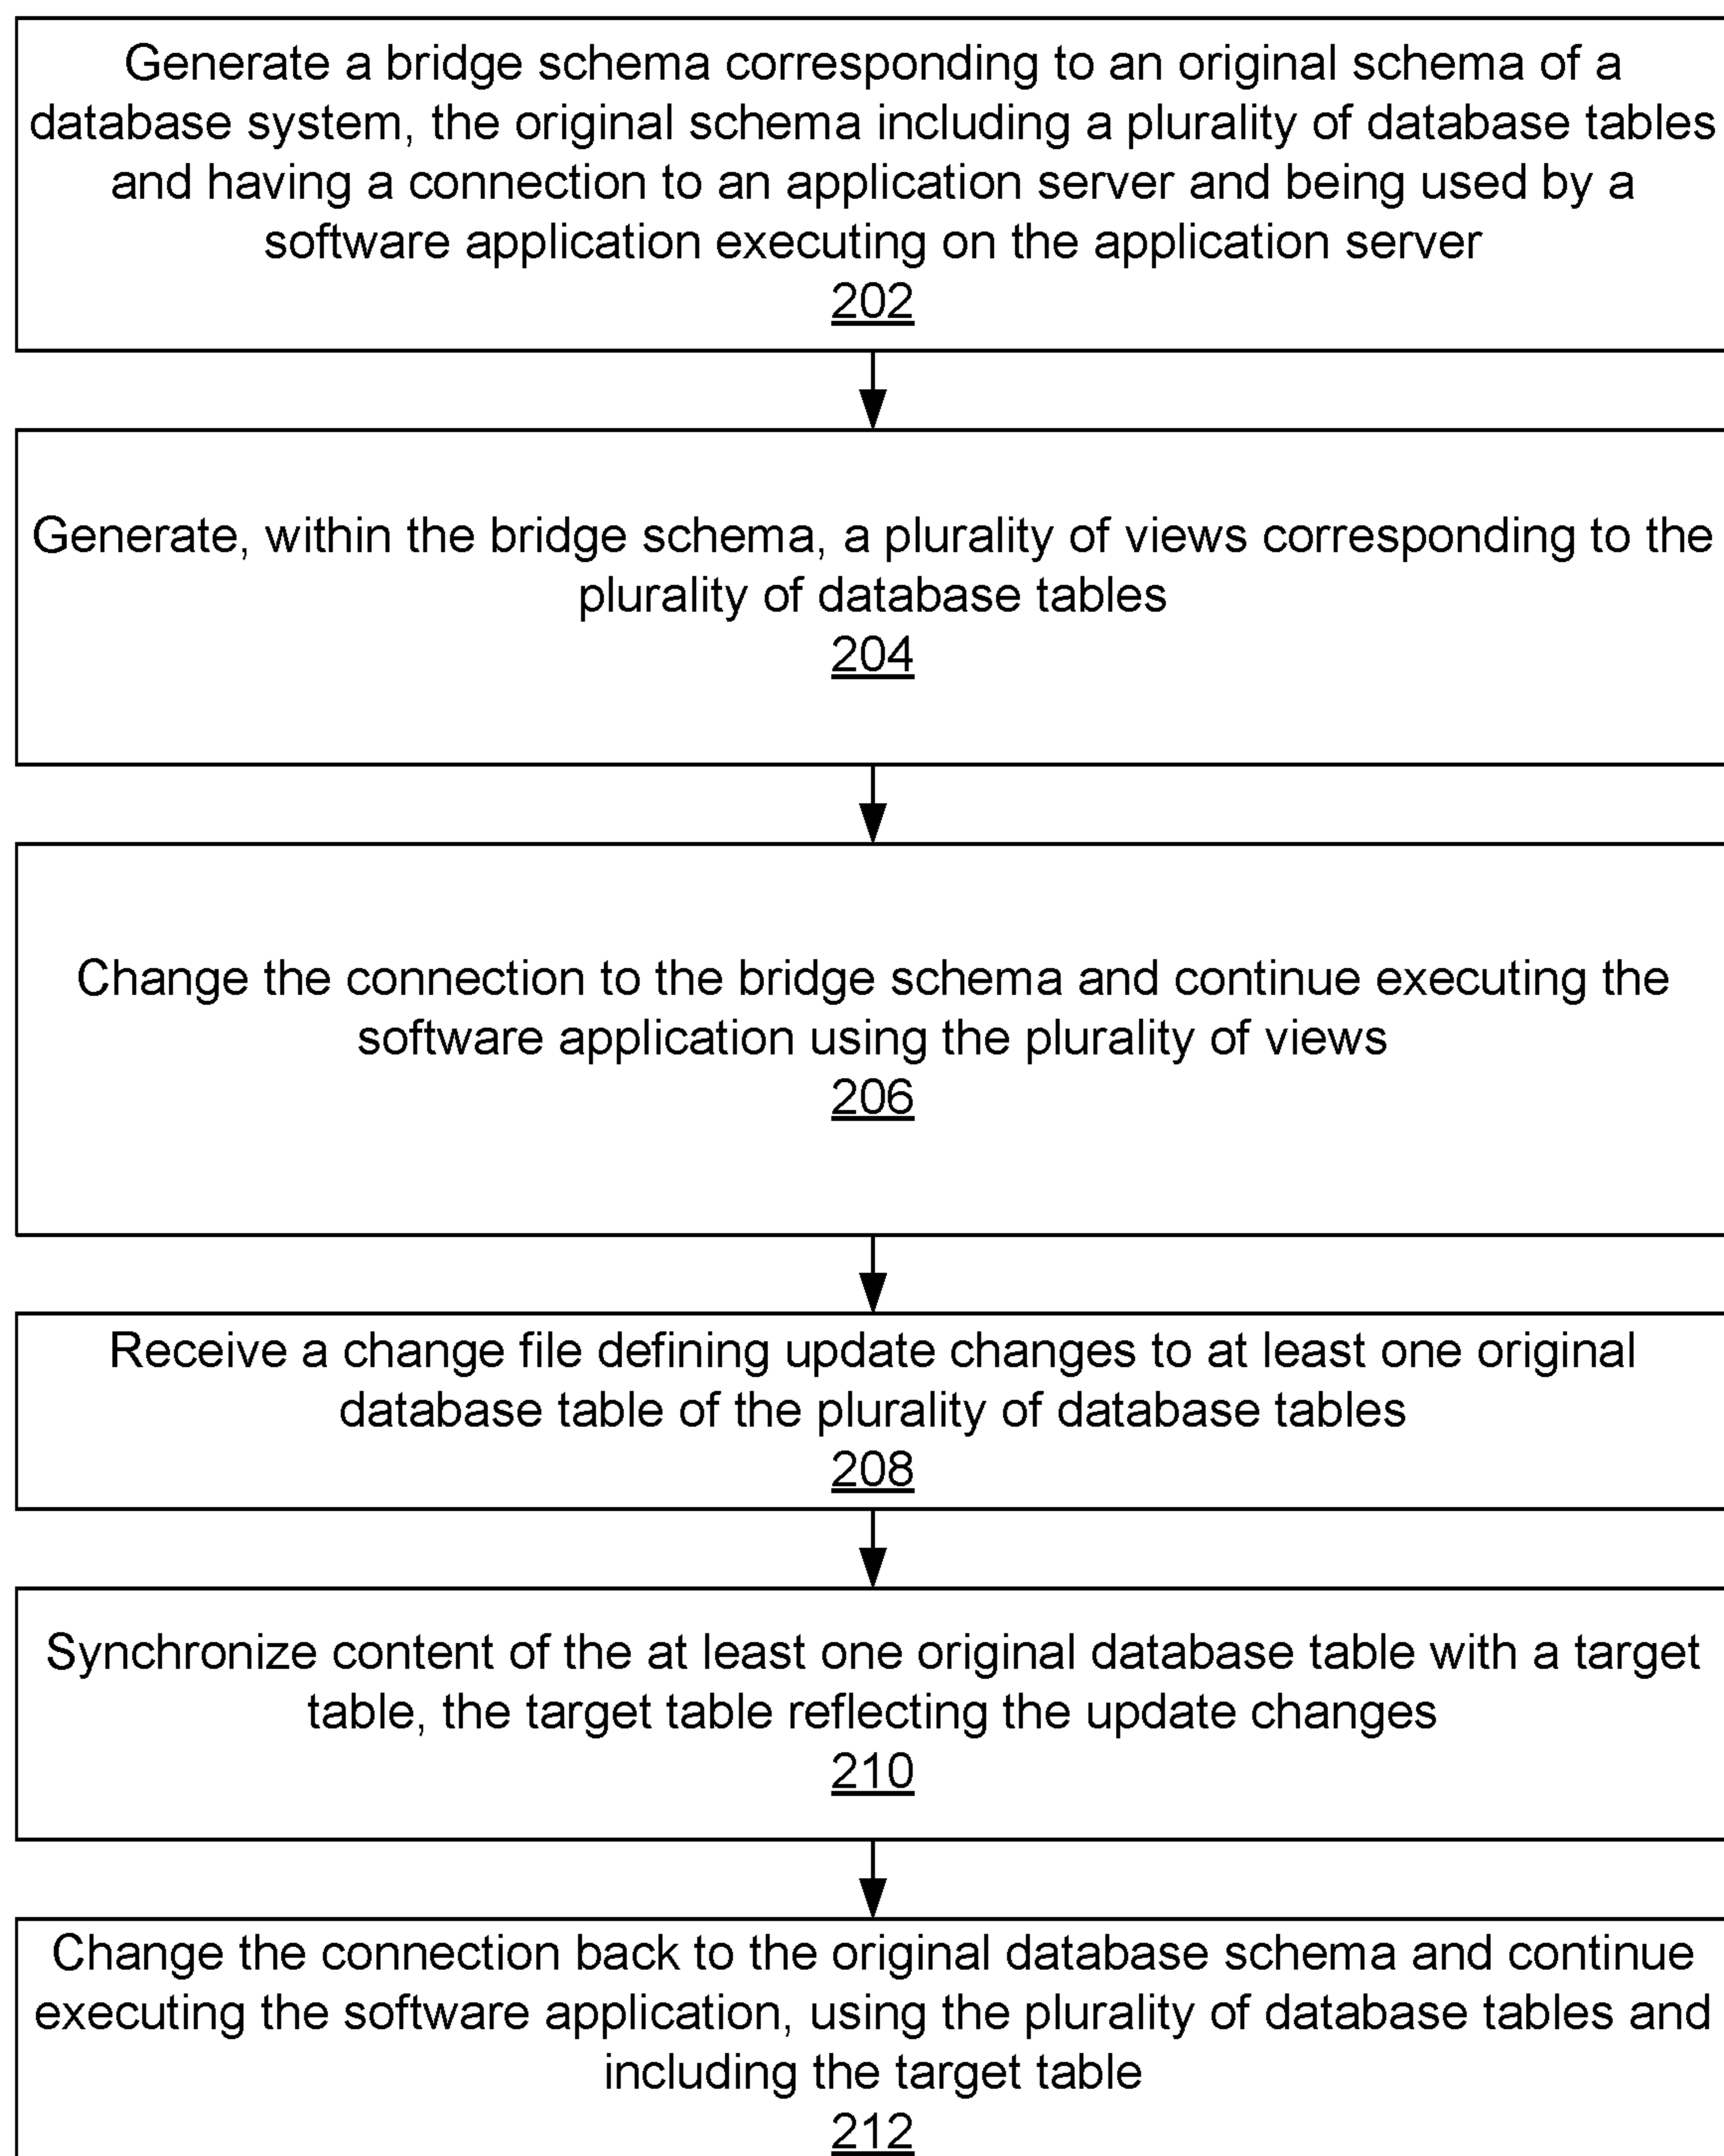 Generate a bridge schema corresponding to an original schema of a
database system, the original schema including a plurality of database tables
and having a connection to an application server and being used by a
software application executing on the application server
202
Generate, within the bridge schema, a plurality of views corresponding to the
plurality of database tables
204
Change the connection to the bridge schema and continue executing the
software application using the plurality of views
206
Receive a change file defining update changes to at least one original
database table of the plurality of database tables
208
Synchronize content of the at least one original database table with a target
table, the target table reflecting the update changes
210
Change the connection back to the original database schema and continue
executing the software application, using the plurality of database tables and
including the target table
212